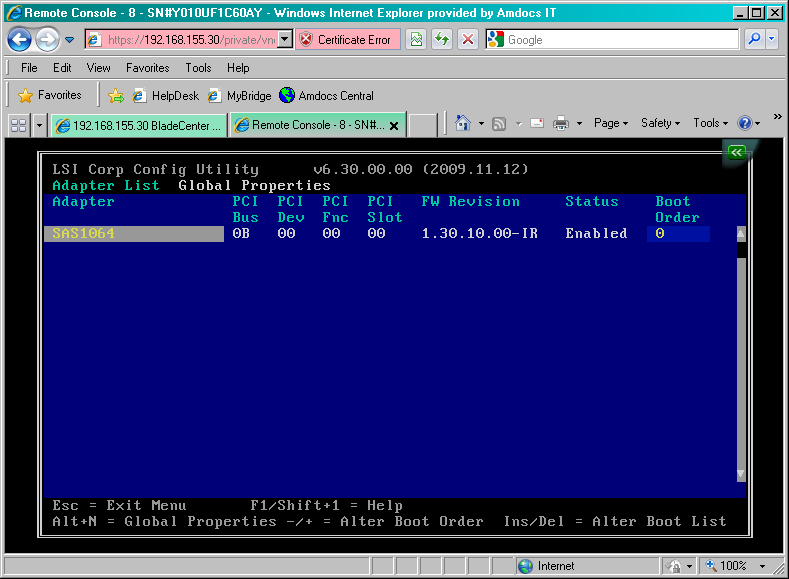 Remote Console - 8 - SN#Y010UF1C60AY - Windows Internet Explorer provided by Amdocs IT
https://192.168.155.30/private/vn
Certificate Error
Google
File Edit View Favorites Tools Help
Favorites HelpDesk MyBridge Amdocs Central
192.168.155.30 BladeCenter ... Remote Console - 8 - SN#... Page Safety Tools
LSI Corp Config Utility v6.30.00.00 (2009.11.12)
Adapter List Global Properties
Adapter PCI PCI PCI PCI FW Revision Status Boot
Bus Dev Fnc Slot Order
SAS1064 0B 00 00 00 1.30.10.00-IR Enabled 0
Esc = Exit Menu F1/Shift+1 = Help
Alt+N = Global Properties -/+ = Alter Boot Order Ins/Del = Alter Boot List
Internet 100%